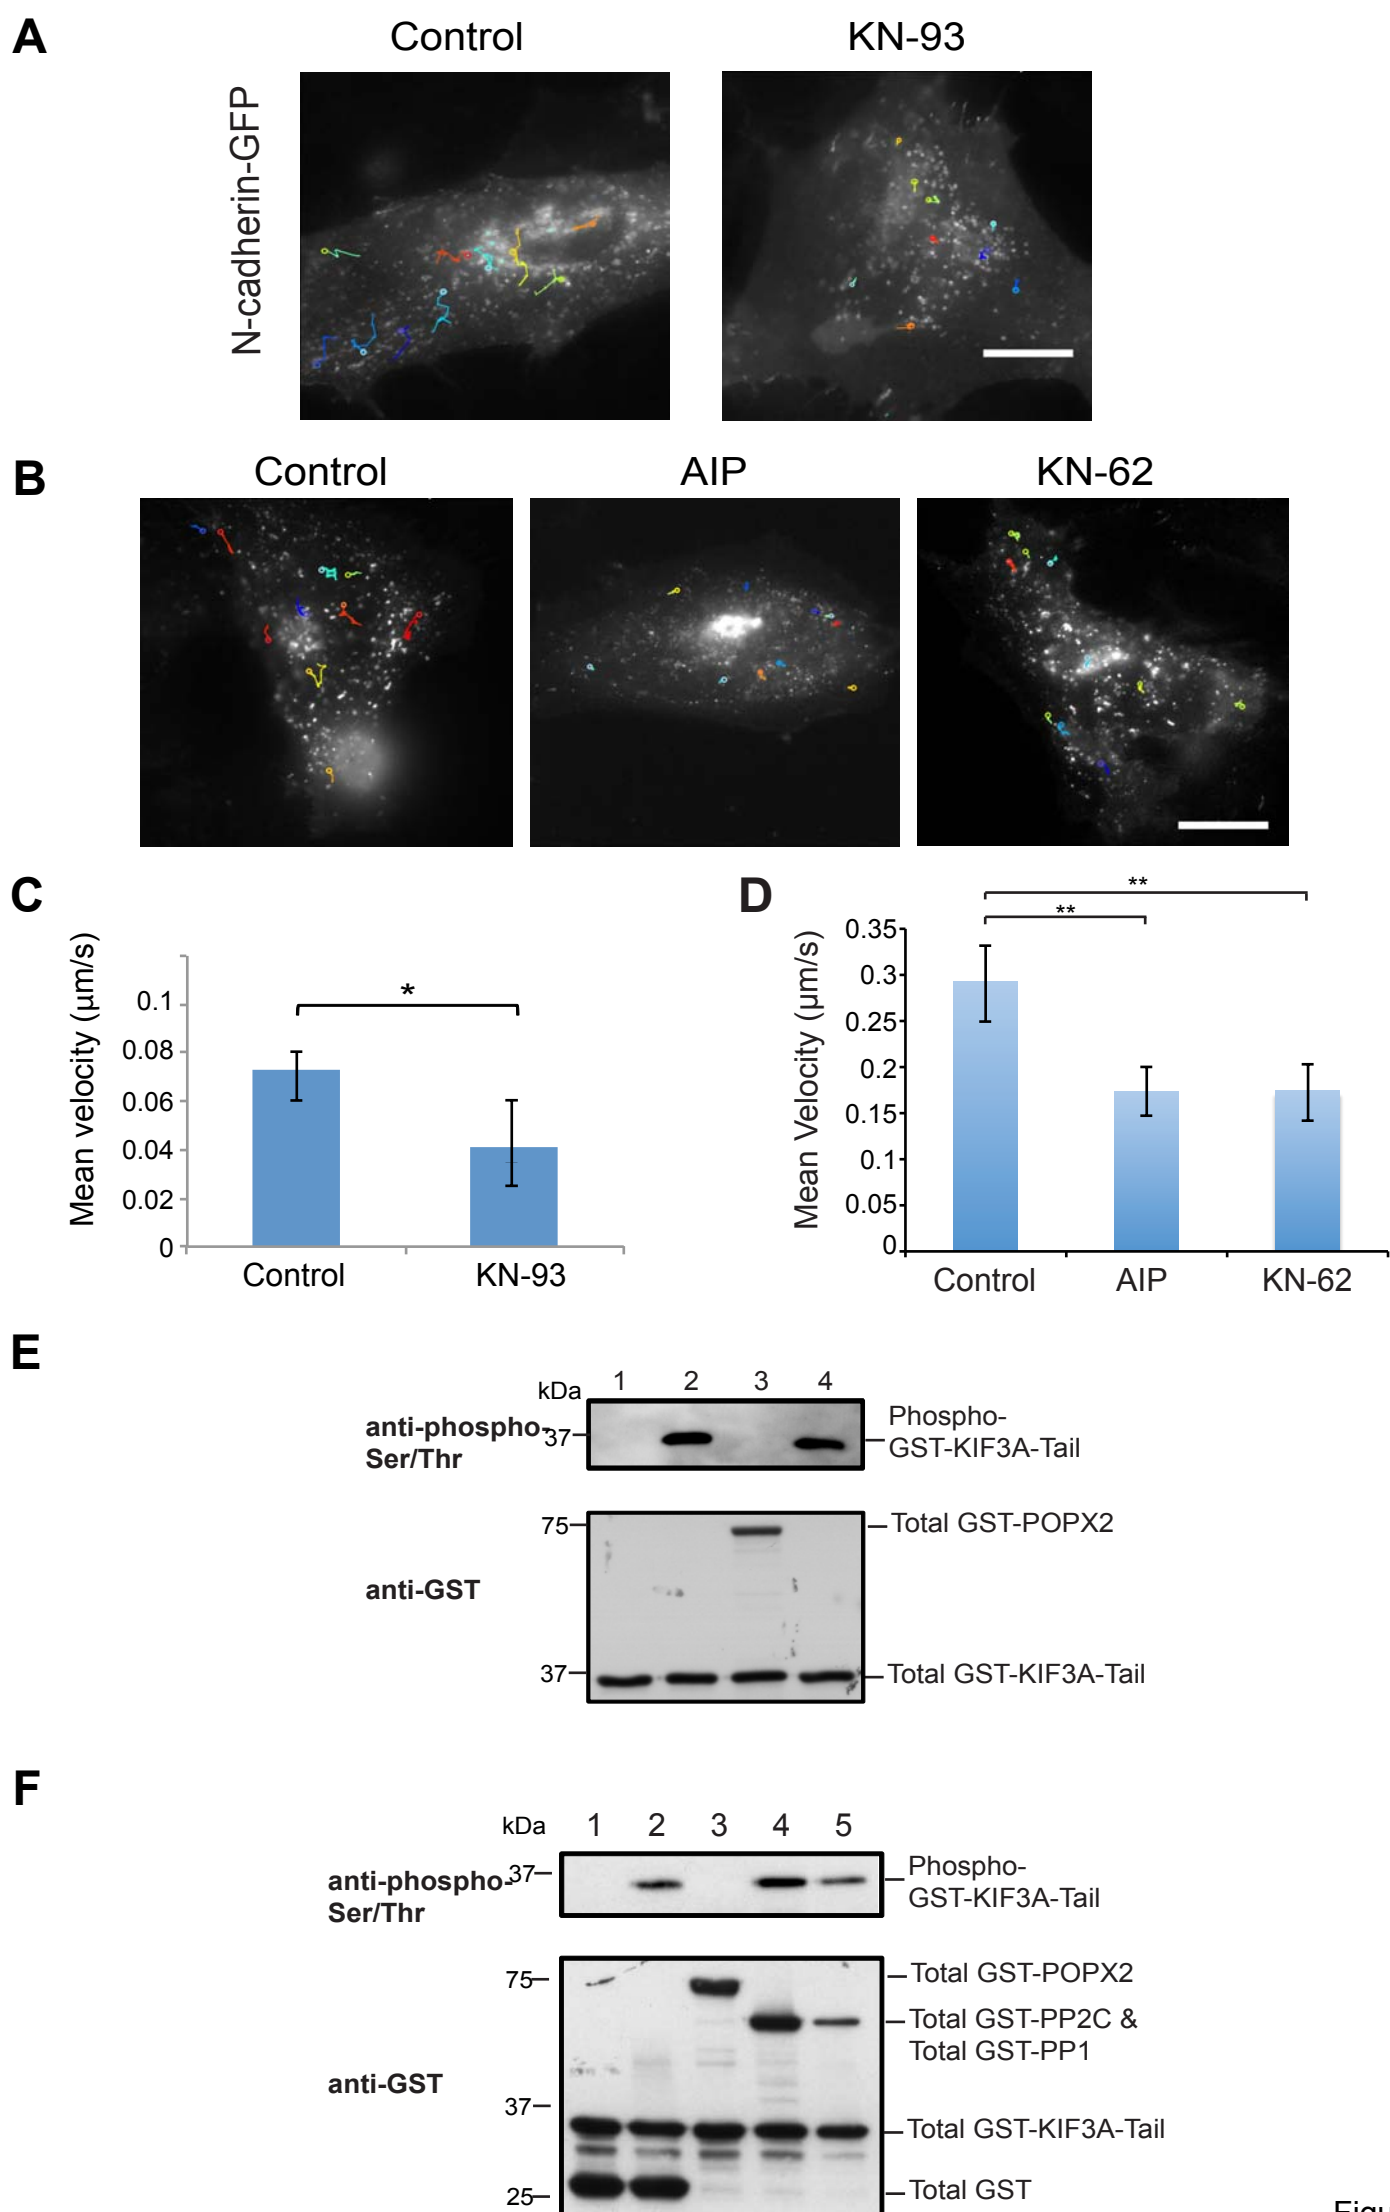 A
Control
KN-93
N-cadherin-GFP
B
Control
AIP
KN-62
C
Mean velocity (µm/s)
0.1
0.08
0.06
0.04
0.02
0
*
Control
KN-93
D
Mean Velocity (µm/s)
0.35
0.3
0.25
0.2
0.15
0.1
0.05
0
**
**
Control
AIP
KN-62
E
kDa
1 2 3 4
anti-phospho-
Ser/Thr
37
Phospho-
GST-KIF3A-Tail
75
Total GST-POPX2
anti-GST
37
Total GST-KIF3A-Tail
F
kDa
1 2 3 4 5
anti-phospho-
Ser/Thr
37
Phospho-
GST-KIF3A-Tail
75
Total GST-POPX2
Total GST-PP2C &
Total GST-PP1
anti-GST
37
Total GST-KIF3A-Tail
25
Total GST